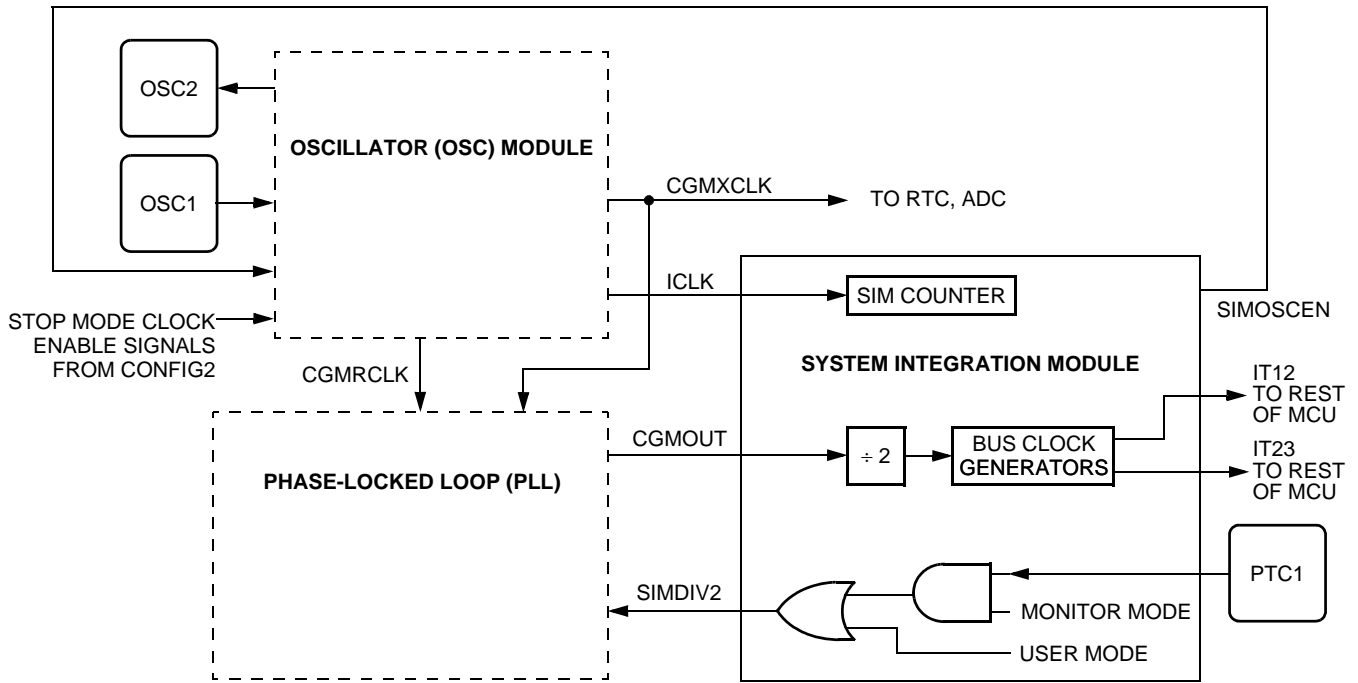 OSC2
OSCILLATOR (OSC) MODULE
OSC1
CGMXCLK
TO RTC, ADC
ICLK
SIM COUNTER
SIMOSCEN
STOP MODE CLOCK
ENABLE SIGNALS
FROM CONFIG2
CGMRCLK
SYSTEM INTEGRATION MODULE
IT12
TO REST
OF MCU
CGMOUT
÷ 2
BUS CLOCK
GENERATORS
IT23
TO REST
OF MCU
PHASE-LOCKED LOOP (PLL)
PTC1
SIMDIV2
MONITOR MODE
USER MODE